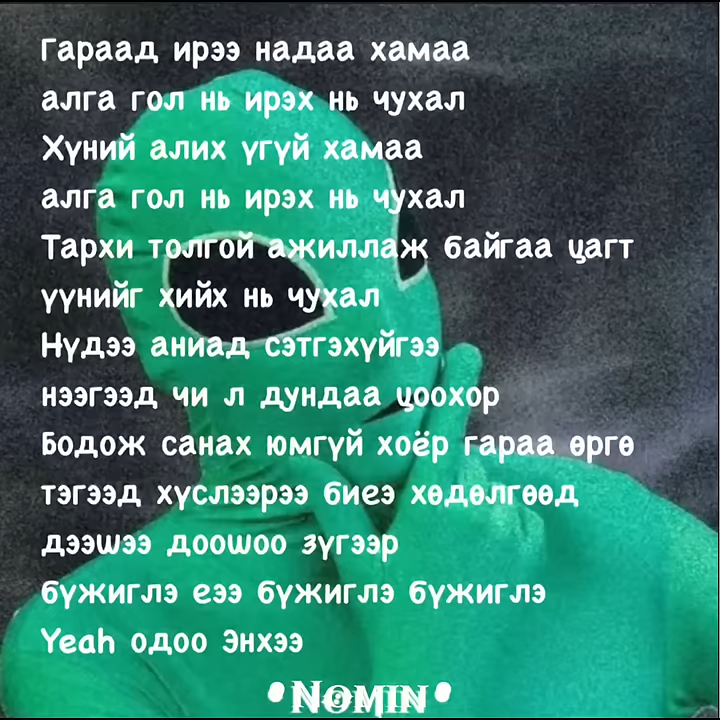 Гараад ирээ надаа хамаа
алга гол нь ирэх нь чухал
Хүний алих үгүй хамаа
алга гол нь ирэх нь чухал
Тархи толгой ажиллаж байгаа цагт
үүнийг хийх нь чухал
Нүдээ аниад сэтгэхүйгээ
нээгээд чи л дундаа цоохор
Бодож санах юмгүй хоёр гараа өргө
тэгээд хүслээрээ биеэ хөдөлгөөд
дээшээ доошоо зүгээр
бүжиглэ еээ бүжиглэ бүжиглэ
Yeah одоо Энхээ
•Nomin•